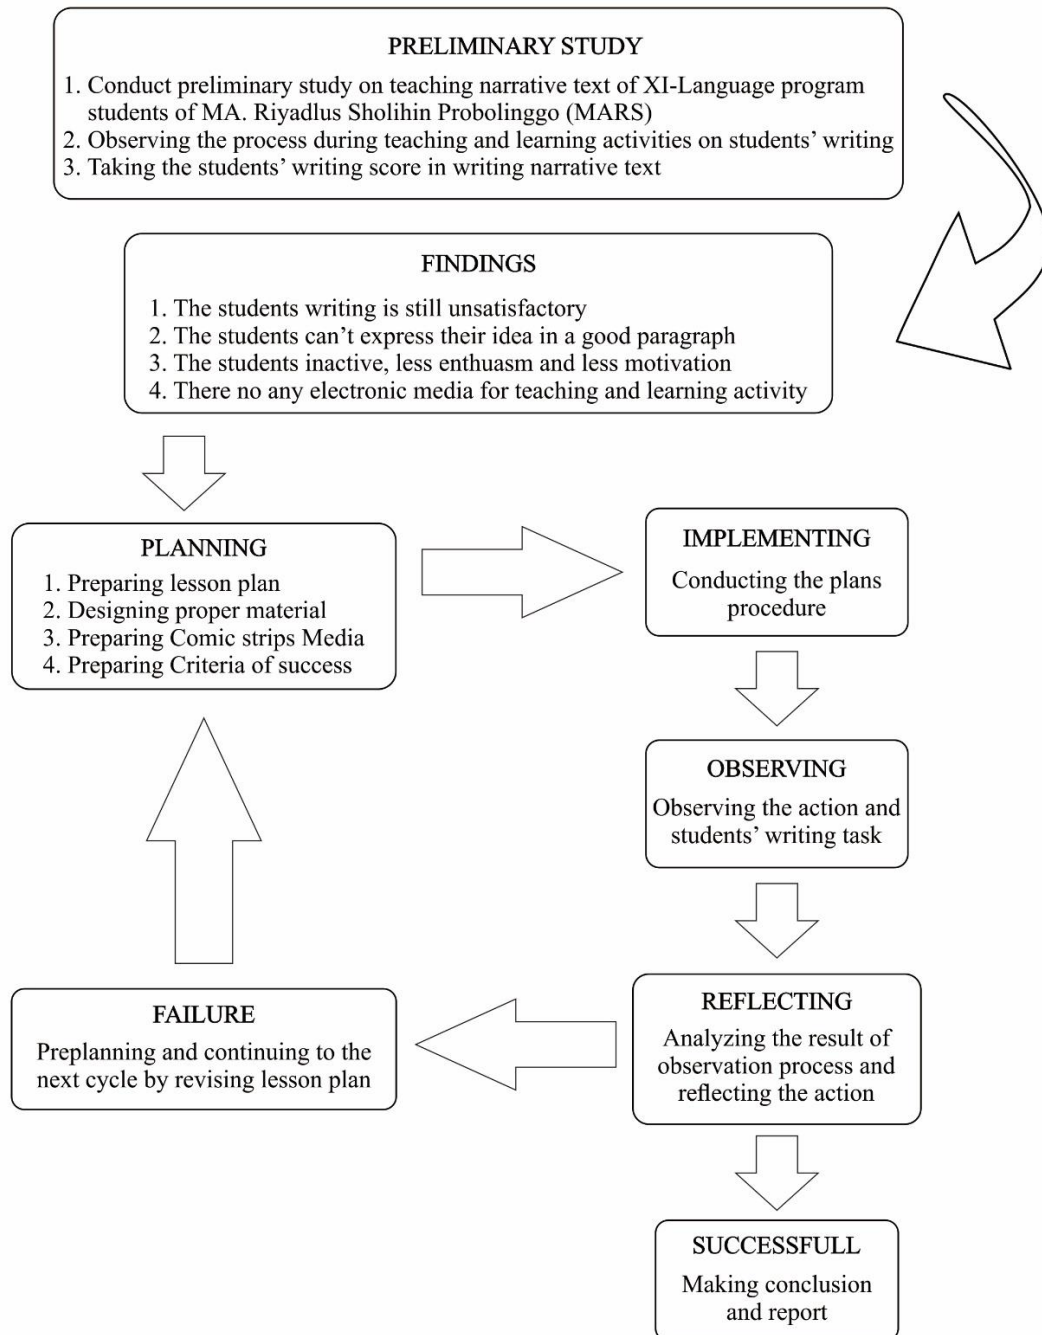 PRELIMINARY STUDY
1. Conduct preliminary study on teaching narrative text of XI-Language program
students of MA. Riyadlus Sholihin Probolinggo (MARS)
2. Observing the process during teaching and learning activities on students’ writing
3. Taking the students’ writing score in writing narrative text
FINDINGS
1. The students writing is still unsatisfactory
2. The students can’t express their idea in a good paragraph
3. The students inactive, less enthuasm and less motivation
4. There no any electronic media for teaching and learning activity
PLANNING
1. Preparing lesson plan
2. Designing proper material
3. Preparing Comic strips Media
4. Preparing Criteria of success
IMPLEMENTING
Conducting the plans
procedure
OBSERVING
Observing the action and
students’ writing task
REFLECTING
Analyzing the result of
observation process and
reflecting the action
FAILURE
Preplanning and continuing to the
next cycle by revising lesson plan
SUCCESSFULL
Making conclusion
and report